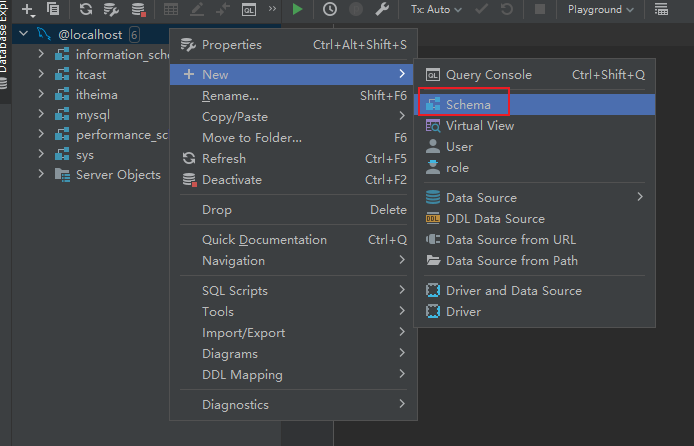 Database Expl
Tx: Auto
Playground
@localhost 6
information_sche
itcast
itheima
mysql
performance_sc
sys
Server Objects
Properties Ctrl+Alt+Shift+S
New
Rename... Shift+F6
Copy/Paste
Move to Folder... F6
Refresh Ctrl+F5
Deactivate Ctrl+F2
Drop Delete
Quick Documentation Ctrl+Q
Navigation
SQL Scripts
Tools
Import/Export
Diagrams
DDL Mapping
Diagnostics
QL Query Console Ctrl+Shift+Q
Schema
Virtual View
User
role
Data Source
DDL DDL Data Source
Data Source from URL
Data Source from Path
Driver and Data Source
Driver